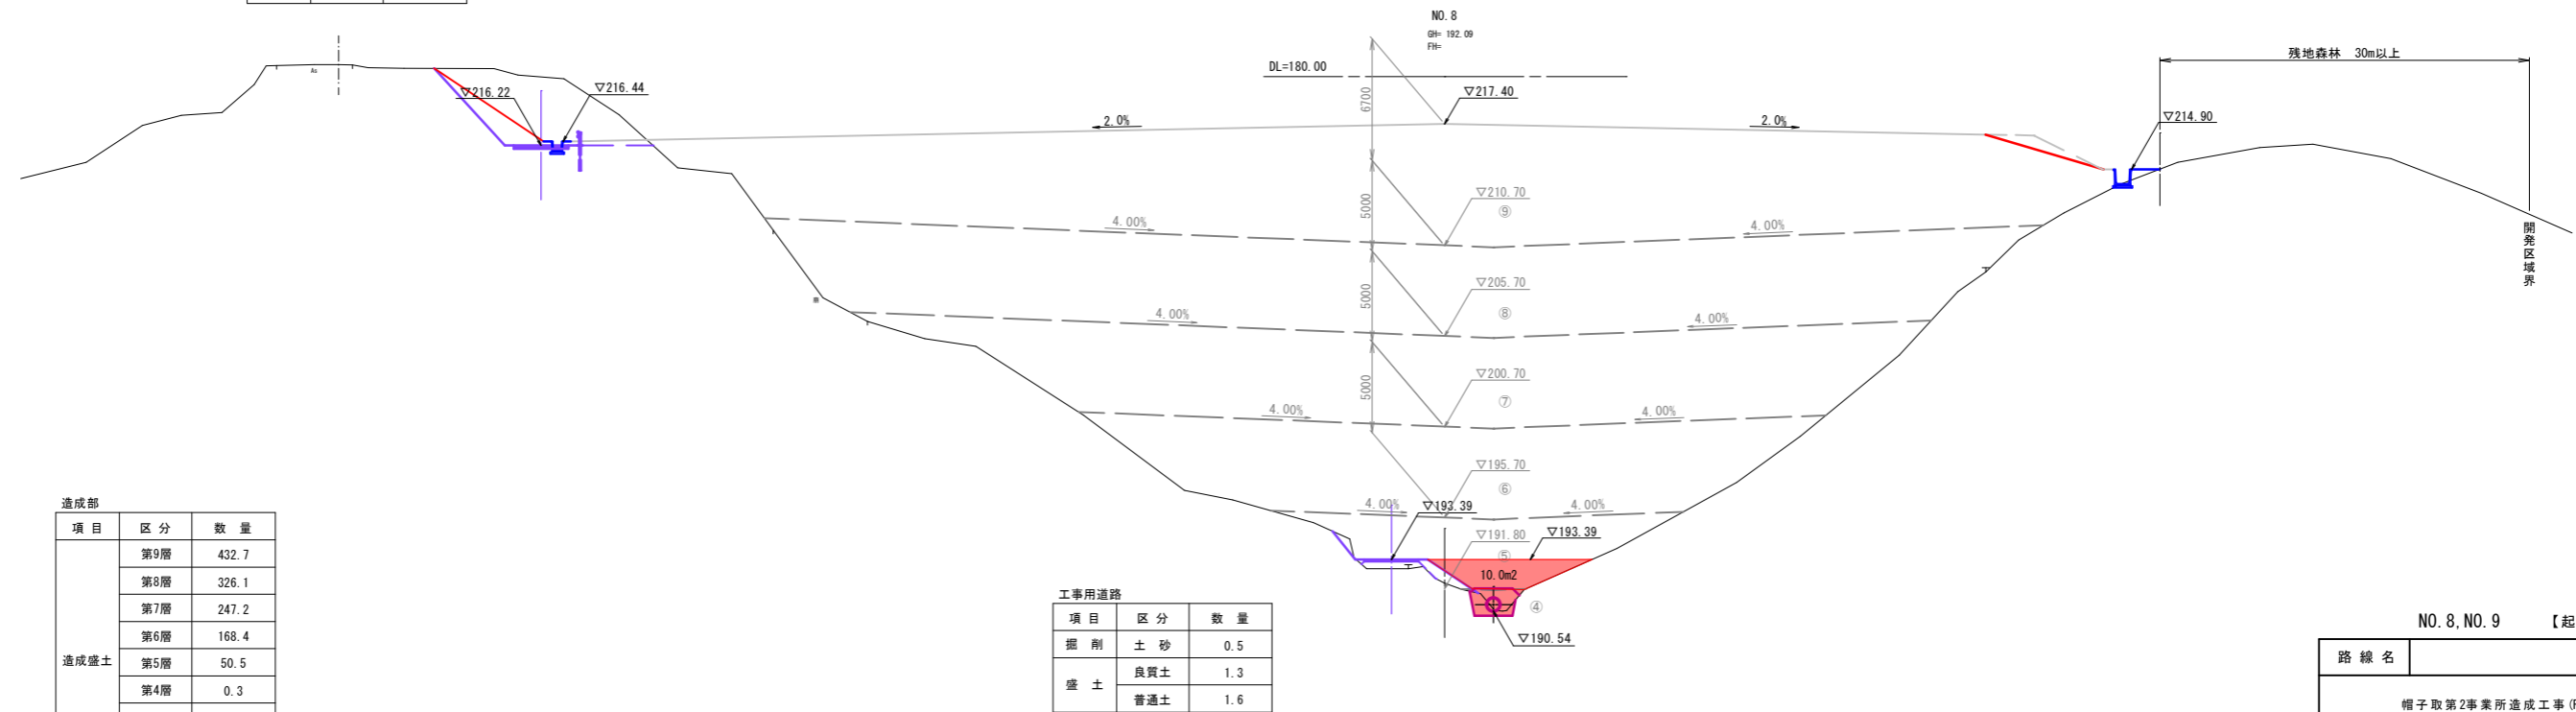 NO.8
GH= 192.09
FH=
DL=180.00
残地森林 30m以上
▽216.22
▽216.44
6700
▽217.40
2.0%
2.0%
▽214.90
5000
▽210.70
⑨
4.00%
4.00%
開発区域界
5000
▽205.70
⑧
4.00%
4.00%
5000
▽200.70
⑦
4.00%
4.00%
▽195.70
⑥
4.00%
4.00%
▽193.39
▽193.39
▽191.80
⑤
10.0m2
④
▽190.54
造成部
項目 区分 数量
造成盛土
第9層 432.7
第8層 326.1
第7層 247.2
第6層 168.4
第5層 50.5
第4層 0.3
工事用道路
項目 区分 数量
掘削 土砂 0.5
盛土 良質土 1.3
普通土 1.6
NO.8,NO.9 【起
路線名
帽子取第2事業所造成工事
As